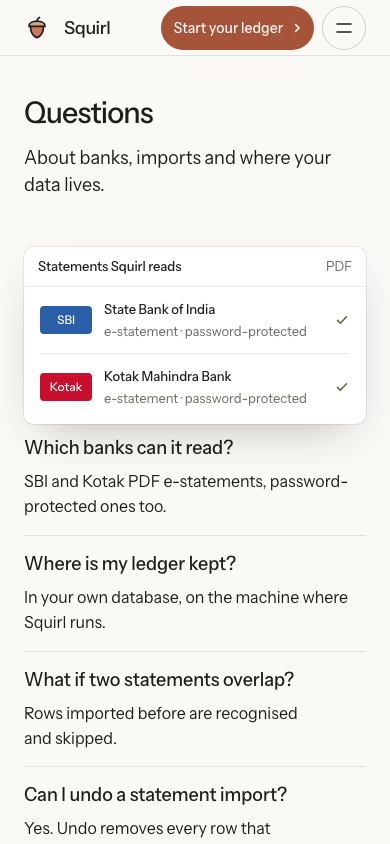 Squirl
Start your ledger
Questions
About banks, imports and where your
data lives.
Statements Squirl reads
PDF
SBI
State Bank of India
e-statement · password-protected
Kotak
Kotak Mahindra Bank
e-statement · password-protected
Which banks can it read?
SBI and Kotak PDF e-statements, password-
protected ones too.
Where is my ledger kept?
In your own database, on the machine where
Squirl runs.
What if two statements overlap?
Rows imported before are recognised
and skipped.
Can I undo a statement import?
Yes. Undo removes every row that